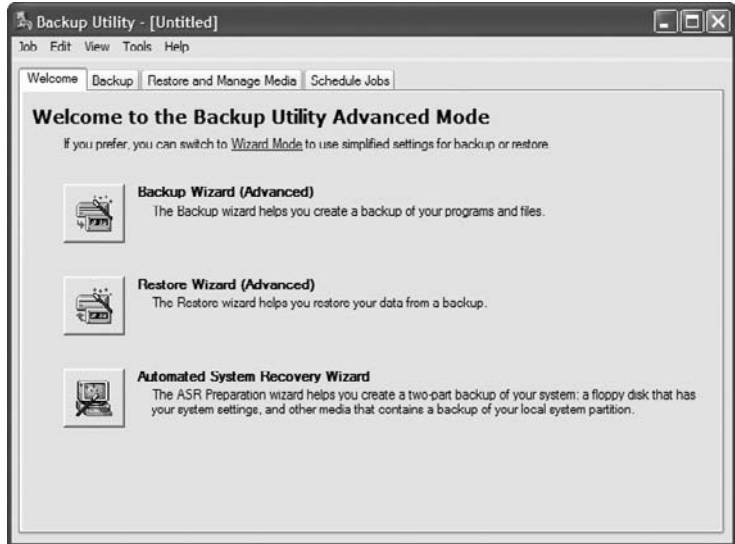 Backup Utility - [Untitled]
Job Edit View Tools Help
Welcome Backup Restore and Manage Media Schedule Jobs
Welcome to the Backup Utility Advanced Mode
If you prefer, you can switch to Wizard Mode to use simplified settings for backup or restore.
Backup Wizard (Advanced)
The Backup wizard helps you create a backup of your programs and files.
Restore Wizard (Advanced)
The Restore wizard helps you restore your data from a backup.
Automated System Recovery Wizard
The ASR Preparation wizard helps you create a two-part backup of your system: a floppy disk that has
your system settings, and other media that contains a backup of your local system partition.